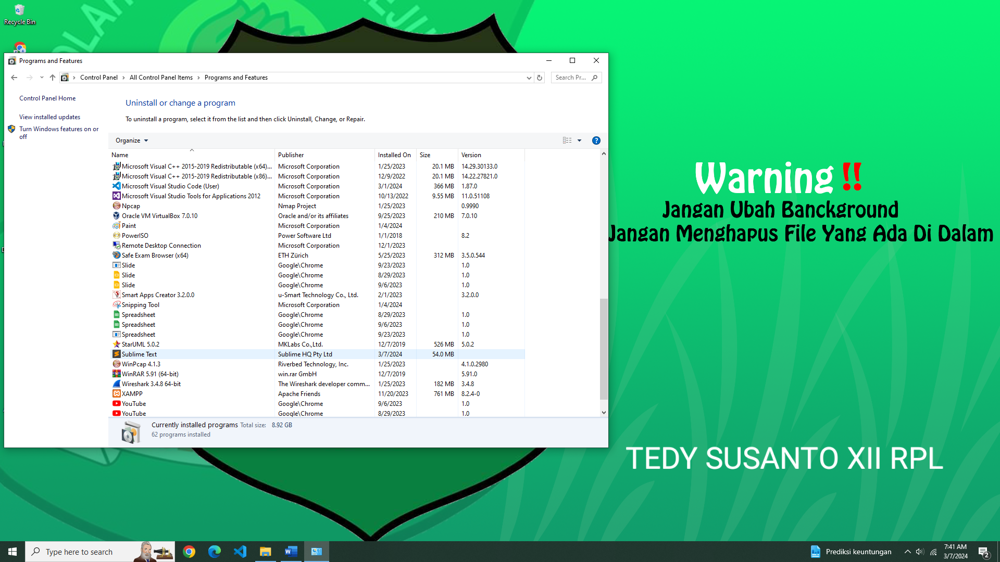 Recycle Bin
Programs and Features
Control Panel
All Control Panel Items
Programs and Features
Search Pr...
Control Panel Home
View installed updates
Turn Windows features on or
off
Uninstall or change a program
To uninstall a program, select it from the list and then click Uninstall, Change, or Repair.
Organize
Name Publisher Installed On Size Version
Microsoft Visual C++ 2015-2019 Redistributable (x64)... Microsoft Corporation 1/25/2023 20.1 MB 14.29.30133.0
Microsoft Visual C++ 2015-2019 Redistributable (x86)... Microsoft Corporation 12/9/2022 20.1 MB 14.22.27821.0
Microsoft Visual Studio Code (User) Microsoft Corporation 3/1/2024 366 MB 1.87.0
Microsoft Visual Studio Tools for Applications 2012 Microsoft Corporation 10/13/2022 9.55 MB 11.0.51108
Npcap Nmap Project 1/25/2023 0.9990
Oracle VM VirtualBox 7.0.10 Oracle and/or its affiliates 9/25/2023 210 MB 7.0.10
Paint Microsoft Corporation 1/4/2024
PowerISO Power Software Ltd 1/1/2018 8.2
Remote Desktop Connection Microsoft Corporation 12/1/2023
Safe Exam Browser (x64) ETH Zürich 5/25/2023 312 MB 3.5.0.544
Slide Google\Chrome 9/23/2023 1.0
Slide Google\Chrome 8/29/2023 1.0
Slide Google\Chrome 9/6/2023 1.0
Smart Apps Creator 3.2.0.0 u-Smart Technology Co., Ltd. 2/1/2023 3.2.0.0
Snipping Tool Microsoft Corporation 1/4/2024
Spreadsheet Google\Chrome 8/29/2023 1.0
Spreadsheet Google\Chrome 9/6/2023 1.0
Spreadsheet Google\Chrome 9/23/2023 1.0
StarUML 5.0.2 MKLabs Co.,Ltd. 12/7/2019 526 MB 5.0.2
Sublime Text Sublime HQ Pty Ltd 3/7/2024 54.0 MB
WinPcap 4.1.3 Riverbed Technology, Inc. 1/25/2023 4.1.0.2980
WinRAR 5.91 (64-bit) win.rar GmbH 12/7/2019 5.91.0
Wireshark 3.4.8 64-bit The Wireshark developer comm... 1/25/2023 182 MB 3.4.8
XAMPP Apache Friends 11/20/2023 761 MB 8.2.4-0
YouTube Google\Chrome 9/6/2023 1.0
YouTube Google\Chrome 8/29/2023 1.0
Currently installed programs Total size: 8.92 GB
62 programs installed
Warning !!
Jangan Ubah Banckground
Jangan Menghapus File Yang Ada Di Dalam
TEDY SUSANTO XII RPL
Type here to search
Prediksi keuntungan
7:41 AM
3/7/2024
2